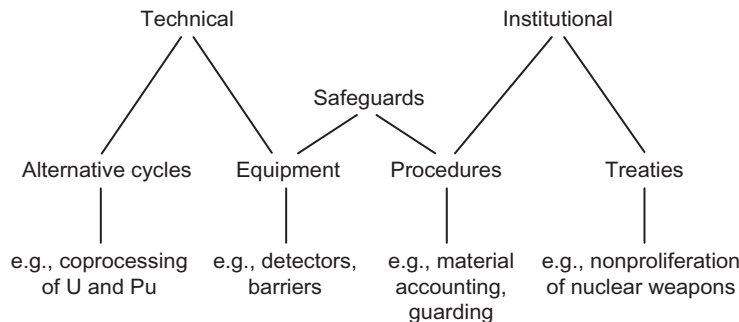 Technical
Institutional
Safeguards
Alternative cycles
Equipment
Procedures
Treaties
e.g., coprocessing
of U and Pu
e.g., detectors,
barriers
e.g., material
accounting,
guarding
e.g., nonproliferation
of nuclear weapons